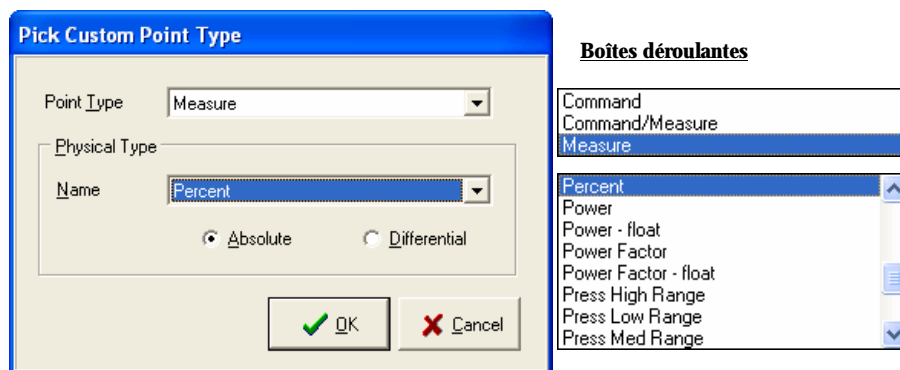 Pick Custom Point Type
Point Type
Measure
Physical Type
Name
Percent
Absolute
Differential
OK
Cancel
Boîtes déroulantes
Command
Command/Measure
Measure
Percent
Power
Power - float
Power Factor
Power Factor - float
Press High Range
Press Low Range
Press Med Range